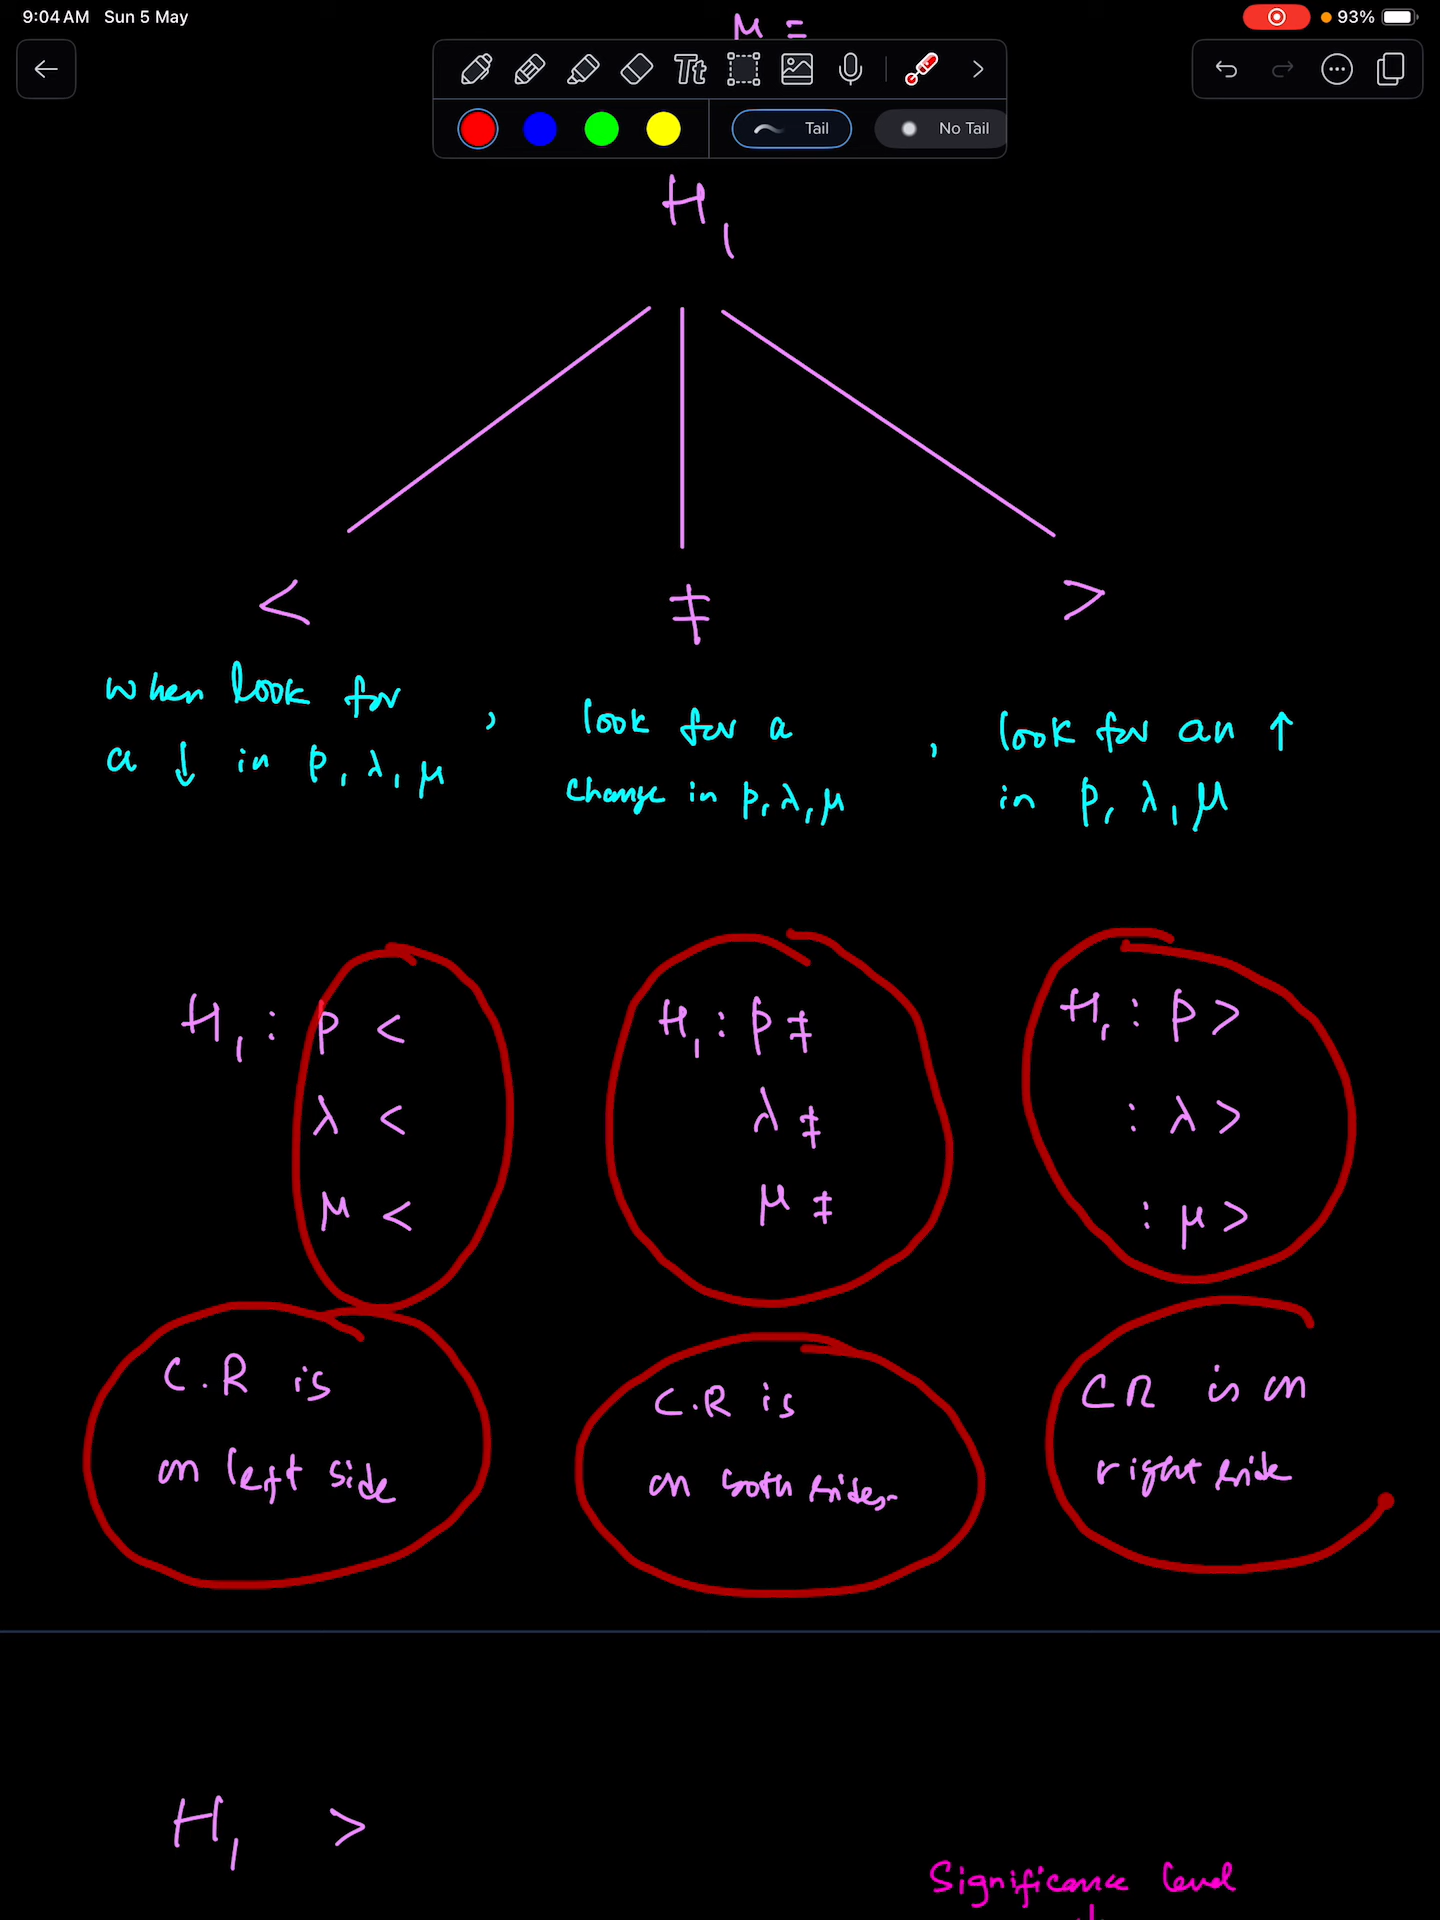 9:04 AM Sun 5 May
93%
μ =
Tt
Tail
No Tail
H₁
< ≠ >
when look for
a ↓ in p, λ, μ
,
look for a
change in p, λ, μ
,
look for an ↑
in p, λ, μ
H₁ : p <
λ <
μ <
H₁ : p ≠
λ ≠
μ ≠
H₁ : p >
: λ >
: μ >
C.R is
on left side
C.R is
on both sides.
CR is on
right side
H₁ >
Significance level